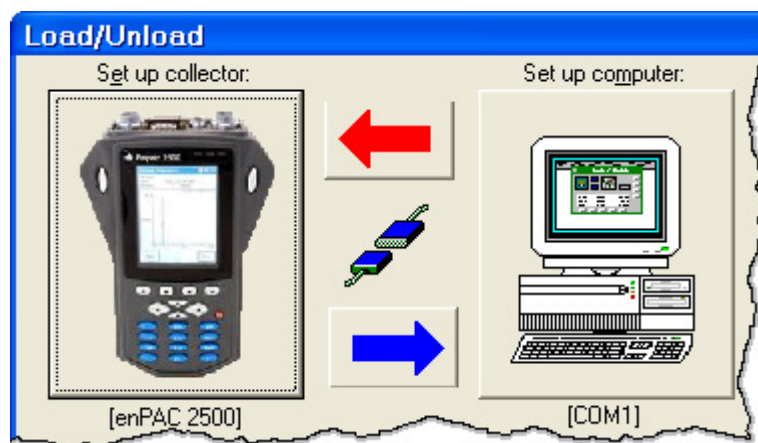 Load/Unload
Set up collector:
Set up computer:
[enPAC 2500]
[COM1]